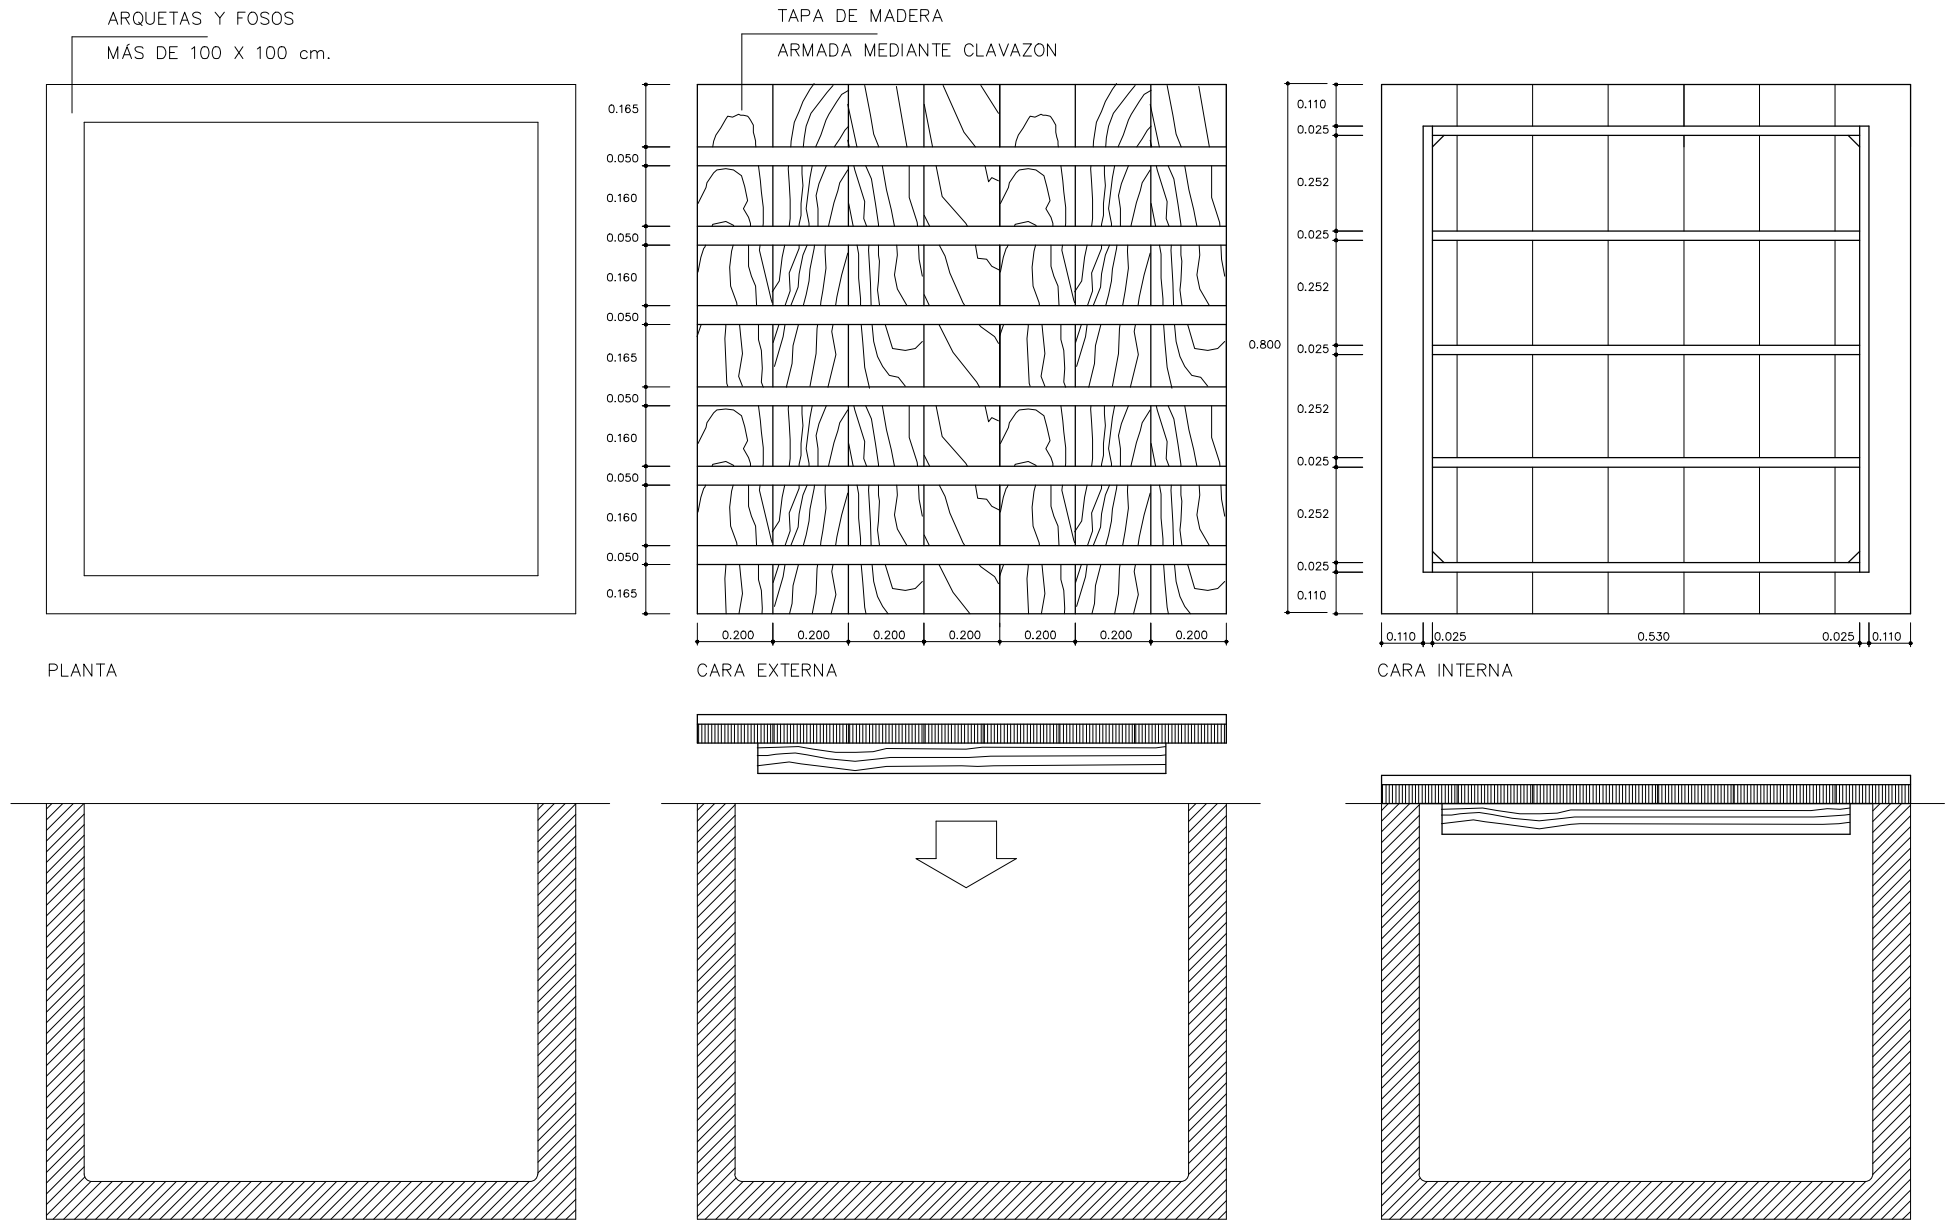 ARQUETAS Y FOSOS
MÁS DE 100 X 100 cm.
TAPA DE MADERA
ARMADA MEDIANTE CLAVAZON
0.165
0.050
0.160
0.050
0.160
0.050
0.165
0.050
0.160
0.050
0.160
0.050
0.165
0.200 0.200 0.200 0.200 0.200 0.200 0.200
0.800
0.110
0.025
0.252
0.025
0.252
0.025
0.252
0.025
0.252
0.025
0.110
0.110 0.025 0.530 0.025 0.110
PLANTA
CARA EXTERNA
CARA INTERNA